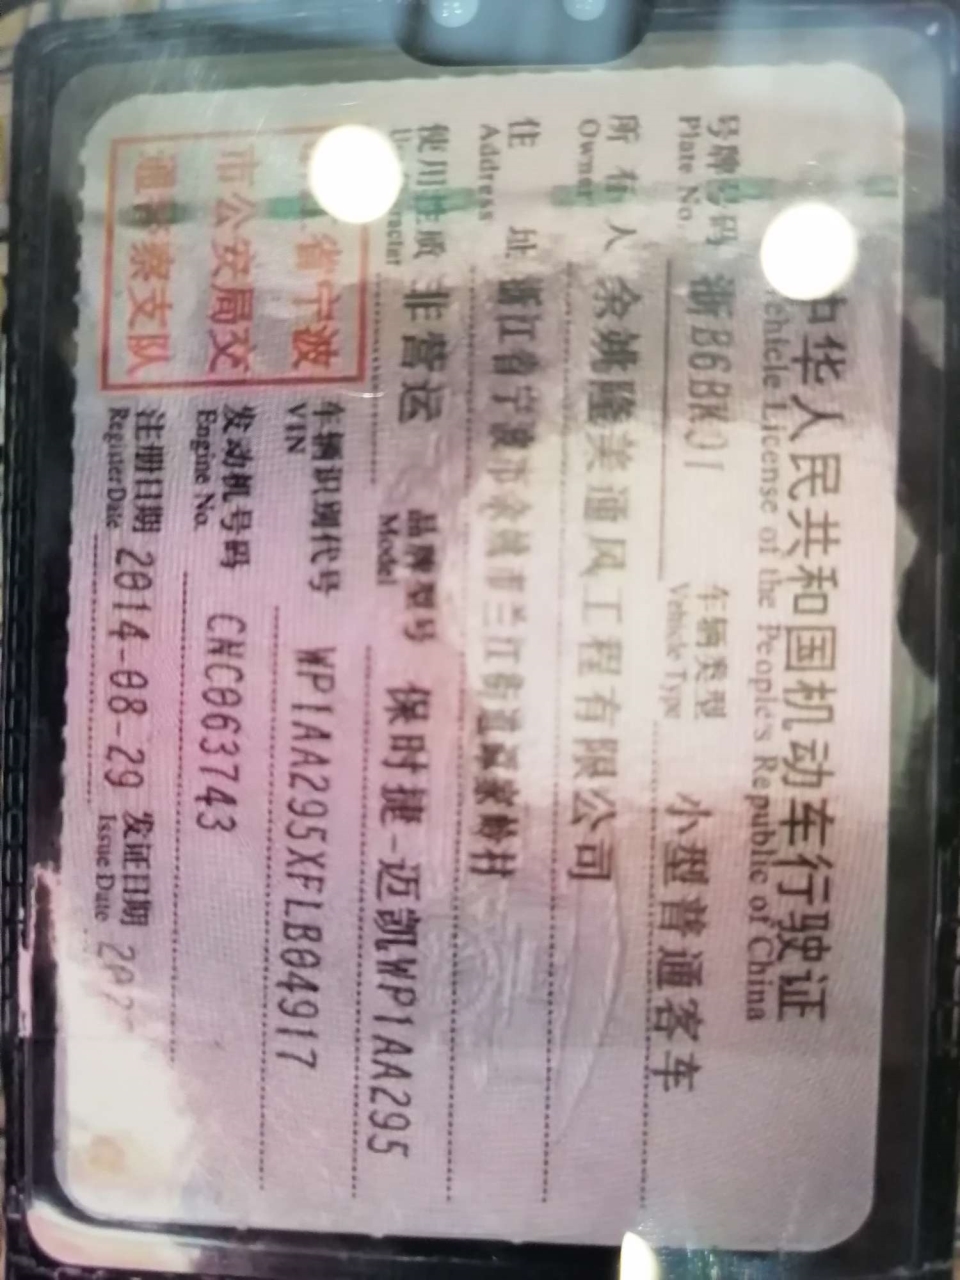 中华人民共和国机动车行驶证
Vehicle License of the People's Republic of China
号牌号码 浙B6BK01 车辆类型 小型普通客车
Plate No. Vehicle Type
所有人 余姚隆美通风工程有限公司
Owner
住址 浙江省宁波市余姚市兰江街道
Address
使用性质 非营运 品牌型号 保时捷-迈凯WP1AA295
Model
省宁波
市公安局交
通警察支队
车辆识别代号 WP1AA295XFLB04917
VIN
发动机号码 CNC063743
Engine No.
注册日期 2014-08-29 发证日期
Register Date Issue Date